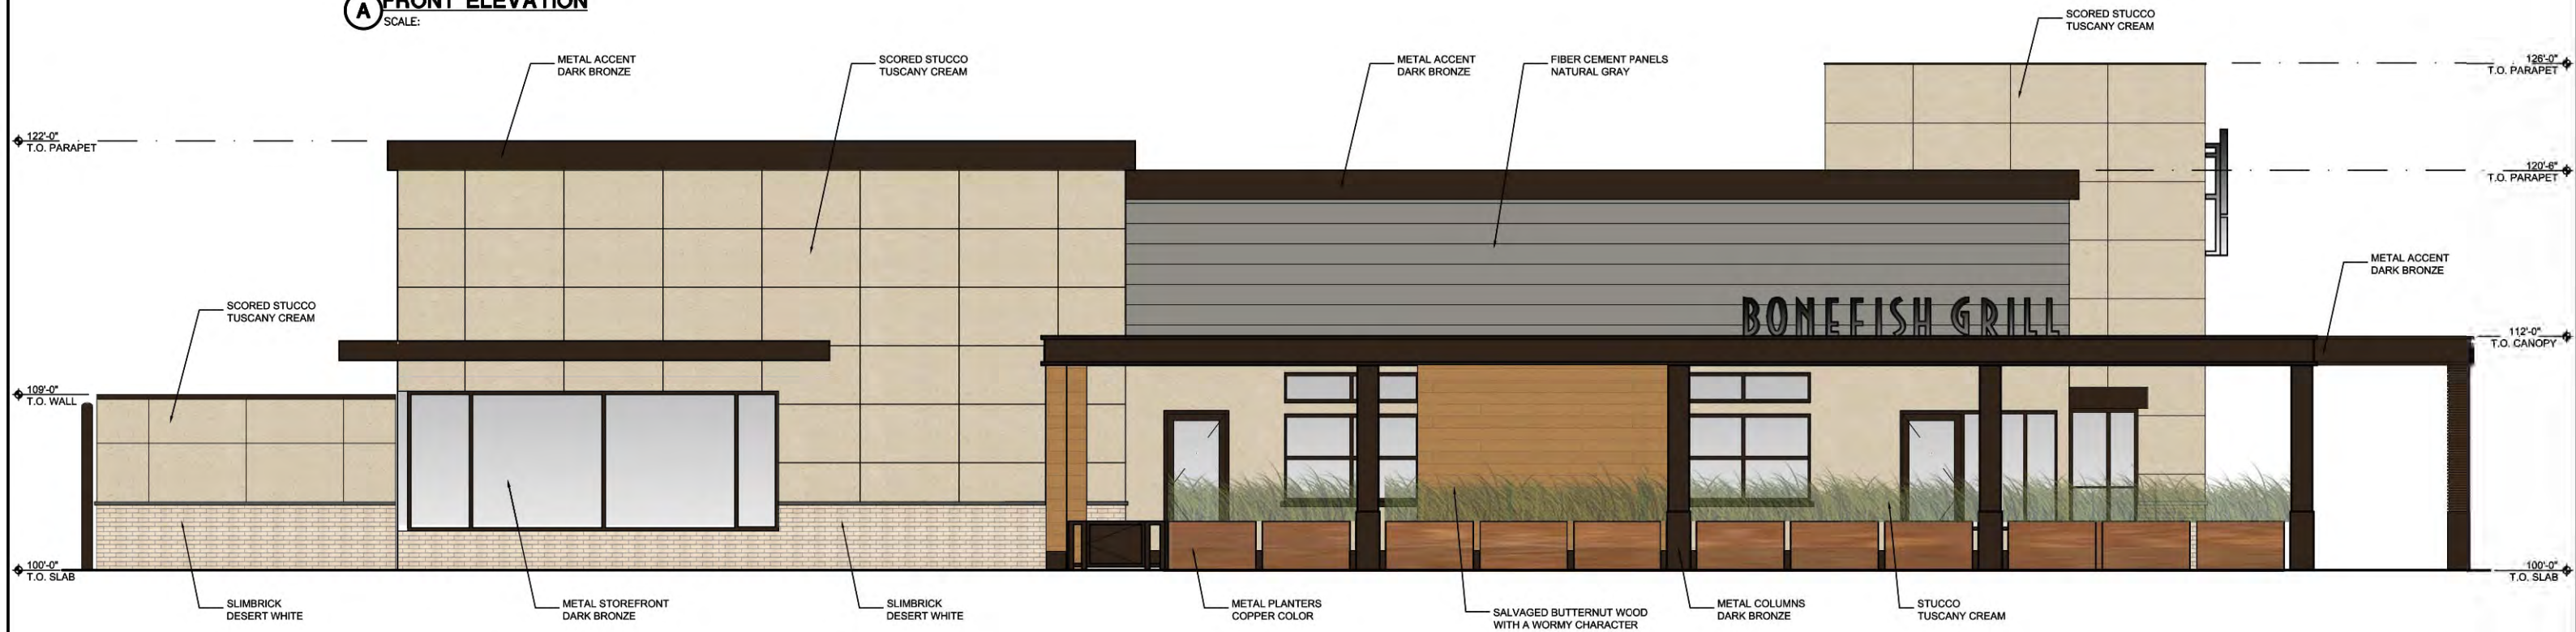 A FRONT ELEVATION
SCALE:
SCORED STUCCO
TUSCANY CREAM
METAL ACCENT
DARK BRONZE
SCORED STUCCO
TUSCANY CREAM
METAL ACCENT
DARK BRONZE
FIBER CEMENT PANELS
NATURAL GRAY
126'-0"
T.O. PARAPET
122'-0"
T.O. PARAPET
120'-6"
T.O. PARAPET
METAL ACCENT
DARK BRONZE
SCORED STUCCO
TUSCANY CREAM
BONEFISH GRILL
112'-0"
T.O. CANOPY
109'-0"
T.O. WALL
100'-0"
T.O. SLAB
100'-0"
T.O. SLAB
SLIMBRICK
DESERT WHITE
METAL STOREFRONT
DARK BRONZE
SLIMBRICK
DESERT WHITE
METAL PLANTERS
COPPER COLOR
SALVAGED BUTTERNUT WOOD
WITH A WORMY CHARACTER
METAL COLUMNS
DARK BRONZE
STUCCO
TUSCANY CREAM